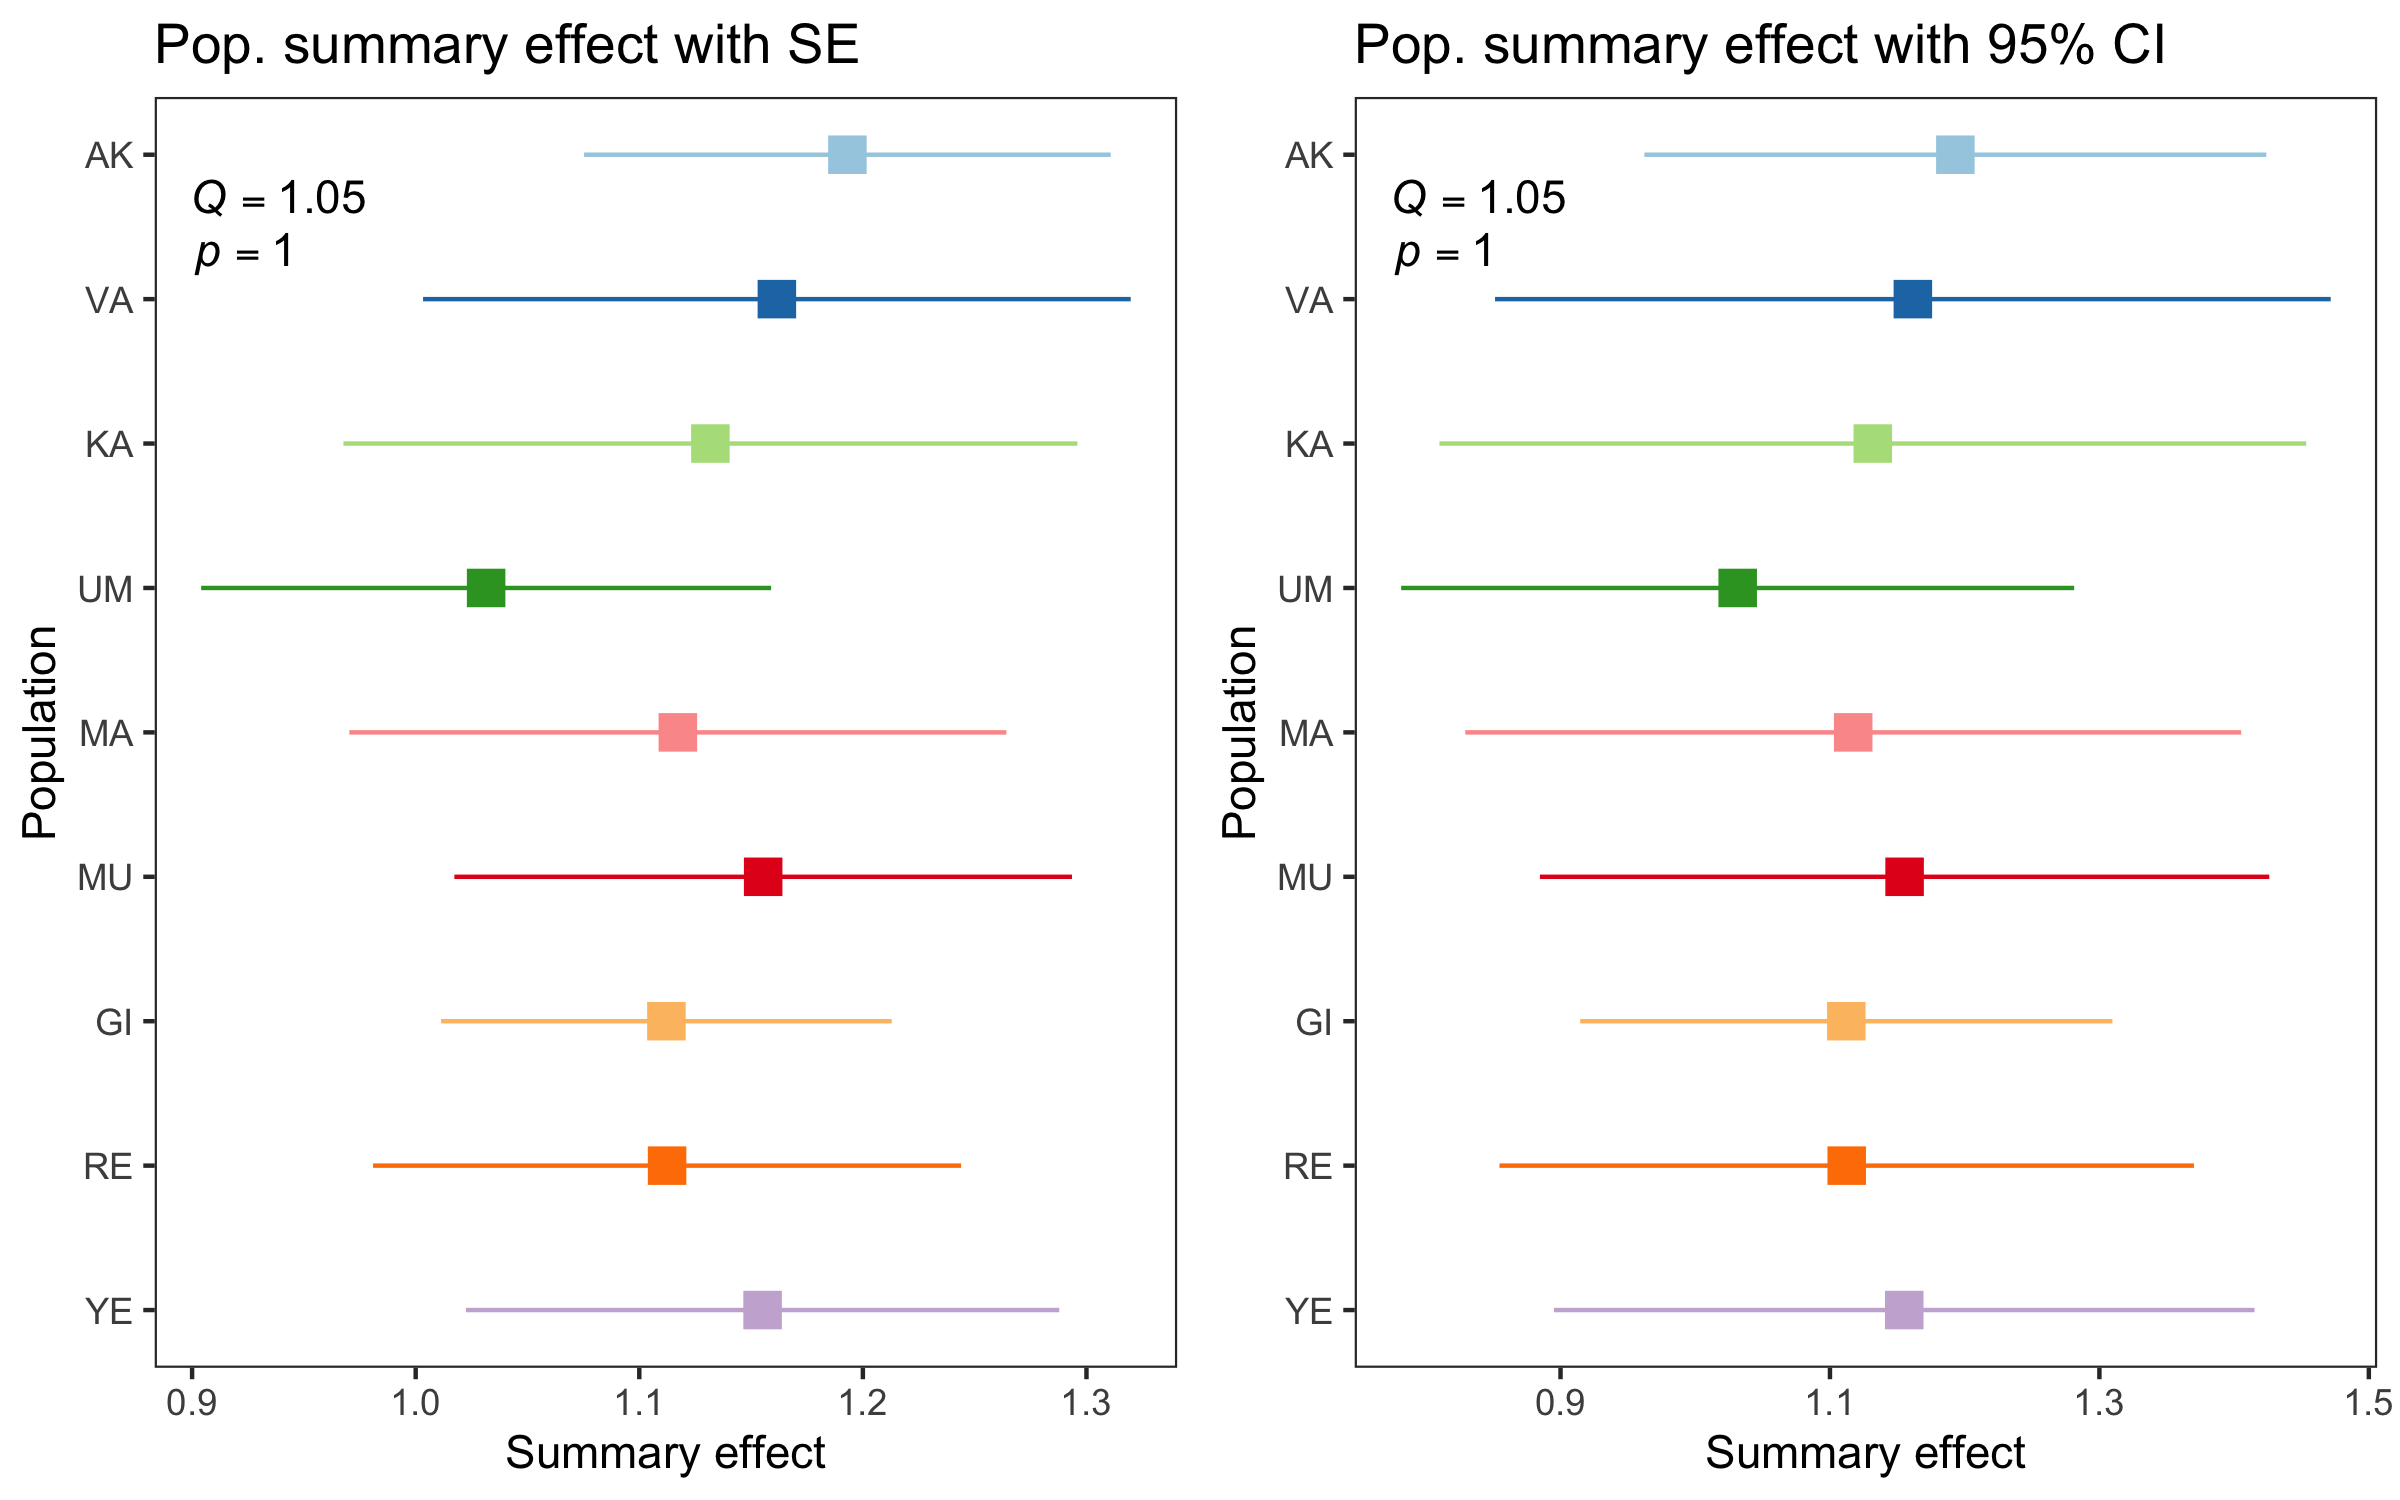 Pop. summary effect with SE
AK
Q = 1.05
p = 1
VA
KA
UM
MA
MU
GI
RE
YE
Population
0.9 1.0 1.1 1.2 1.3
Summary effect
Pop. summary effect with 95% CI
AK
Q = 1.05
p = 1
VA
KA
UM
MA
MU
GI
RE
YE
Population
0.9 1.1 1.3 1.5
Summary effect